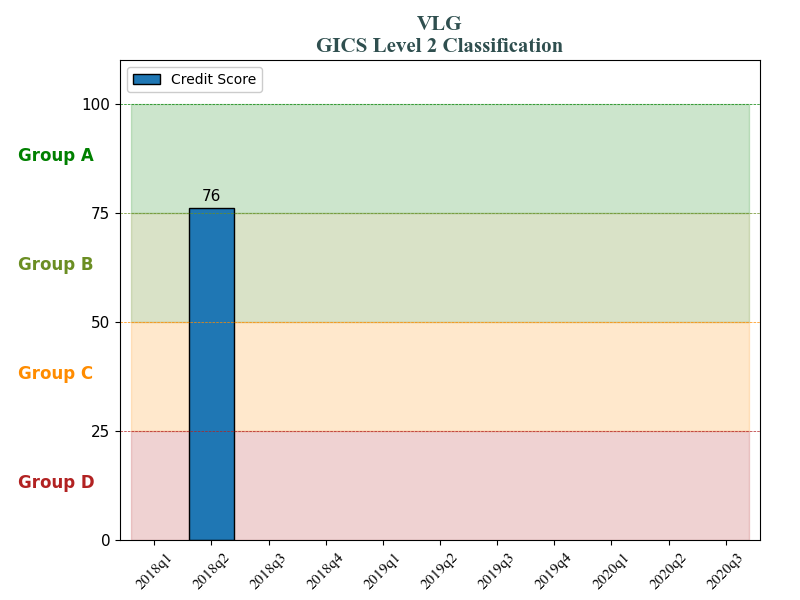 VLG
GICS Level 2 Classification
Credit Score
100
Group A
76
75
Group B
50
Group C
25
Group D
0
2018q1
2018q2
2018q3
2018q4
2019q1
2019q2
2019q3
2019q4
2020q1
2020q2
2020q3